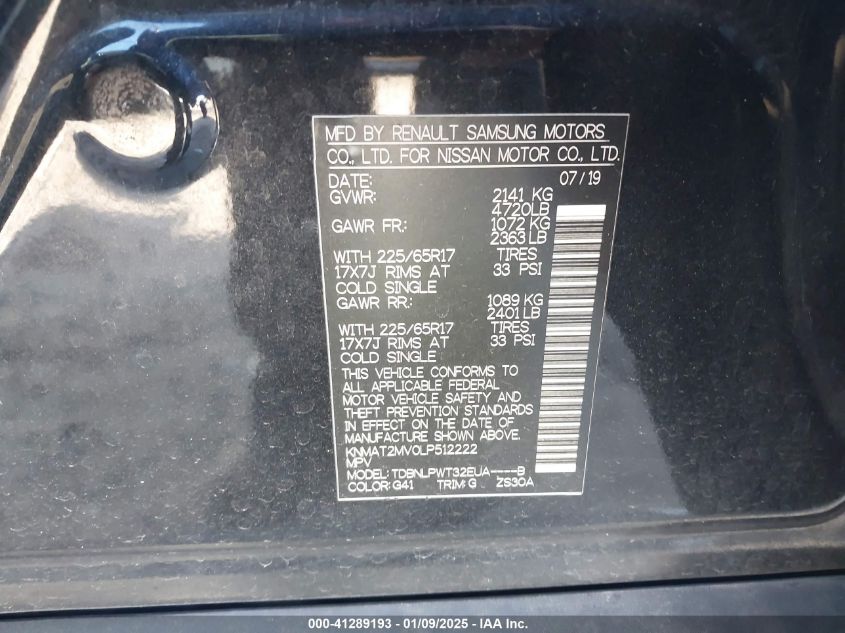 MFD BY RENAULT SAMSUNG MOTORS
CO., LTD. FOR NISSAN MOTOR CO., LTD.
DATE: 07/19
GVWR: 2141 KG
4720LB
GAWR FR: 1072 KG
2363LB
WITH 225/65R17 TIRES
17X7J RIMS AT 33 PSI
COLD SINGLE
GAWR RR: 1089 KG
2401LB
WITH 225/65R17 TIRES
17X7J RIMS AT 33 PSI
COLD SINGLE
THIS VEHICLE CONFORMS TO
ALL APPLICABLE FEDERAL
MOTOR VEHICLE SAFETY AND
THEFT PREVENTION STANDARDS
IN EFFECT ON THE DATE OF
MANUFACTURE SHOWN ABOVE.
KNMAT2MV0LP512222
MPV
MODEL: TDBNLPWT32EUA----B
COLOR: G41 TRIM: G ZS30A
000-41289193 - 01/09/2025 - IAA Inc.